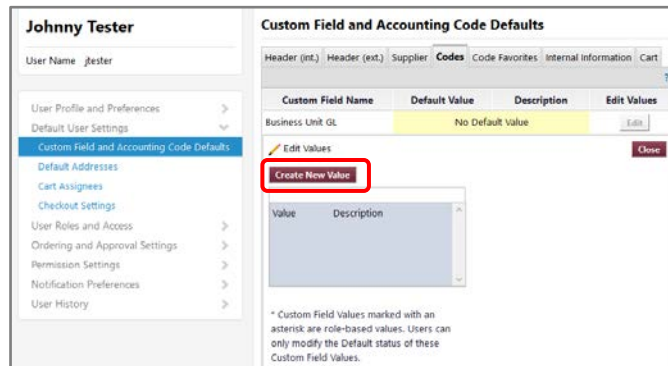 Johnny Tester
User Name jtester
User Profile and Preferences
Default User Settings
Custom Field and Accounting Code Defaults
Default Addresses
Cart Assignees
Checkout Settings
User Roles and Access
Ordering and Approval Settings
Permission Settings
Notification Preferences
User History
Custom Field and Accounting Code Defaults
Header (int.) Header (ext.) Supplier Codes Code Favorites Internal Information Cart
?
Custom Field Name Default Value Description Edit Values
Business Unit GL No Default Value Edit
Edit Values Close
Create New Value
Value Description
* Custom Field Values marked with an
asterisk are role-based values. Users can
only modify the Default status of these
Custom Field Values.